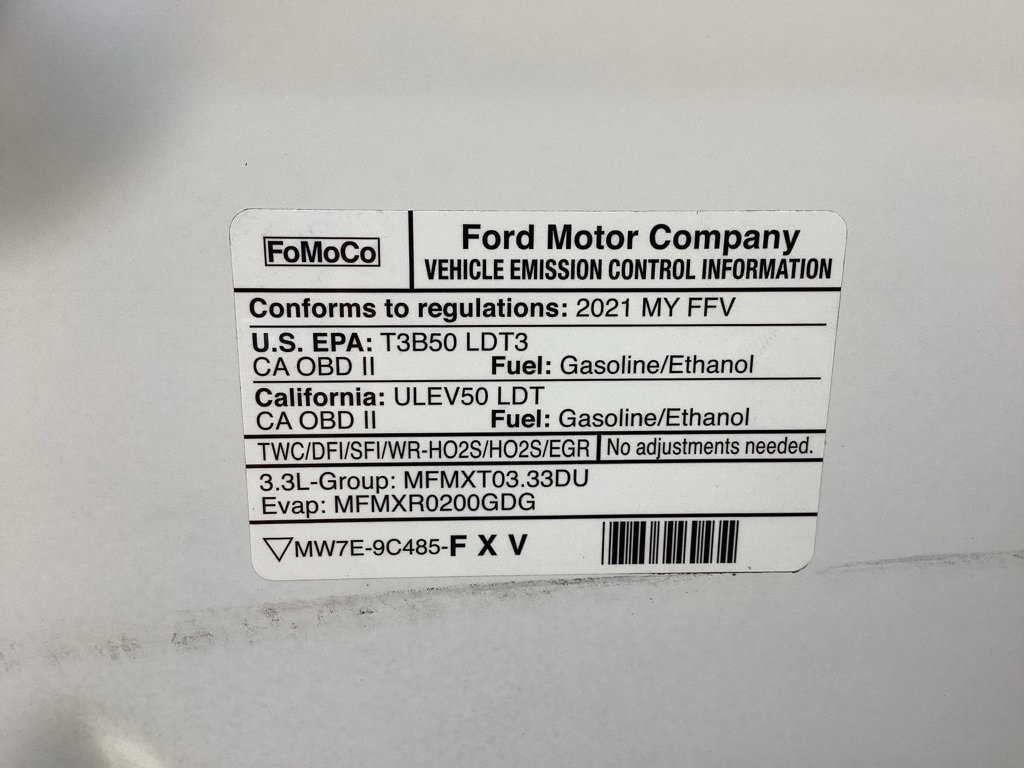 FoMoCo
Ford Motor Company
VEHICLE EMISSION CONTROL INFORMATION
Conforms to regulations: 2021 MY FFV
U.S. EPA: T3B50 LDT3
CA OBD II Fuel: Gasoline/Ethanol
California: ULEV50 LDT
CA OBD II Fuel: Gasoline/Ethanol
TWC/DFI/SFI/WR-HO2S/HO2S/EGR No adjustments needed.
3.3L-Group: MFMXT03.33DU
Evap: MFMXR0200GDG
MW7E-9C485-F X V